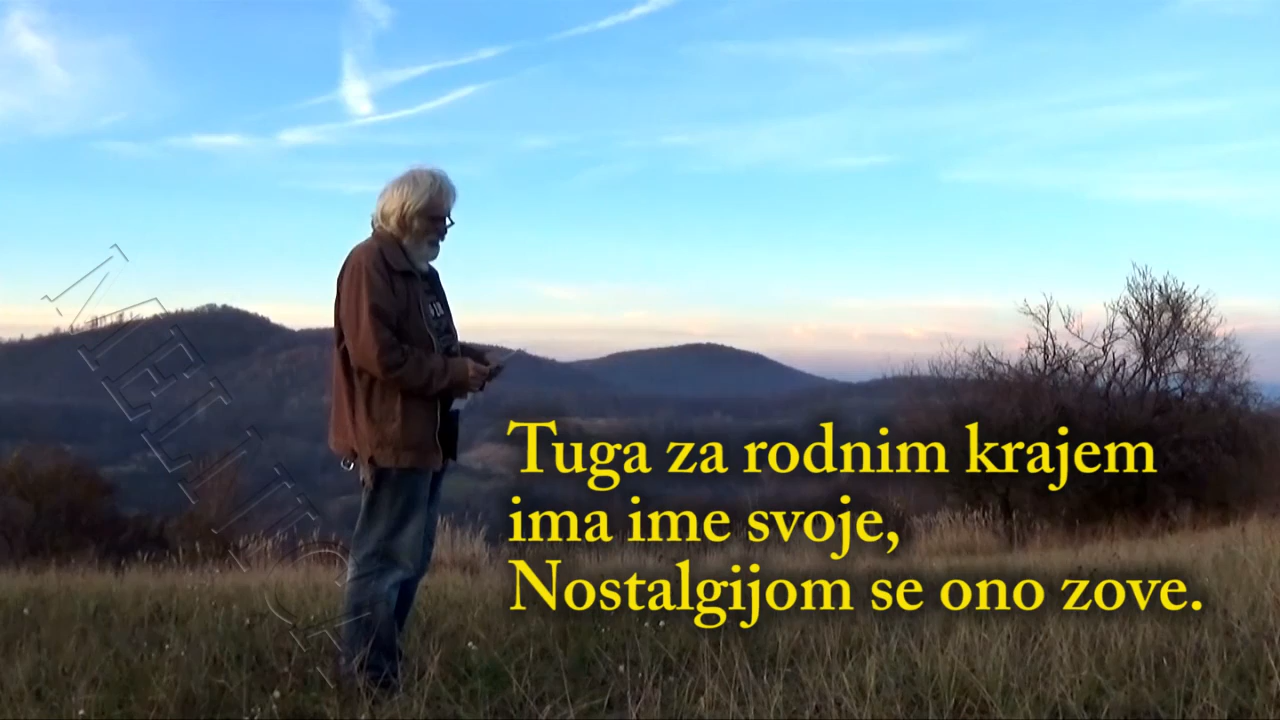 Tuga za rodnim krajem
ima ime svoje,
Nostalgijom se ono zove.